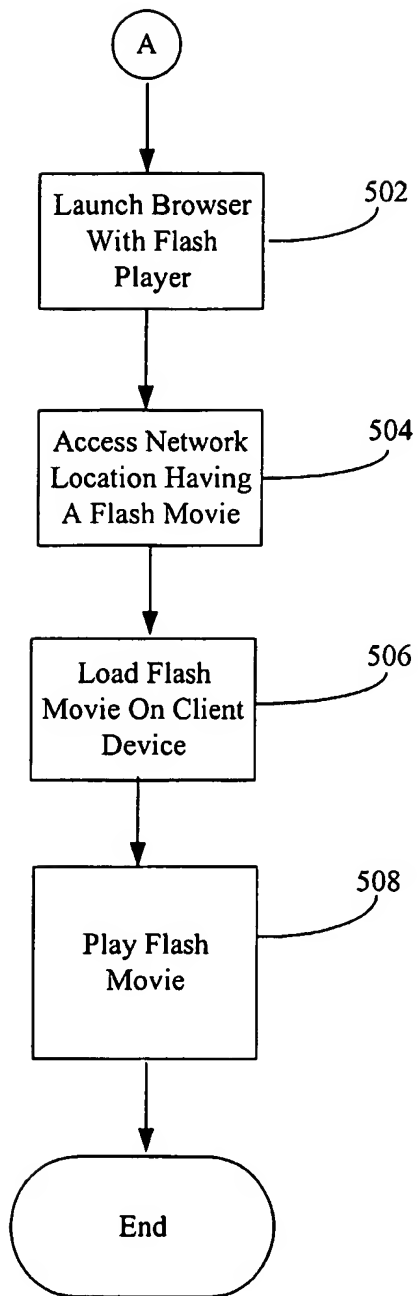 A
Launch Browser
With Flash
Player
502
Access Network
Location Having
A Flash Movie
504
Load Flash
Movie On Client
Device
506
Play Flash
Movie
508
End